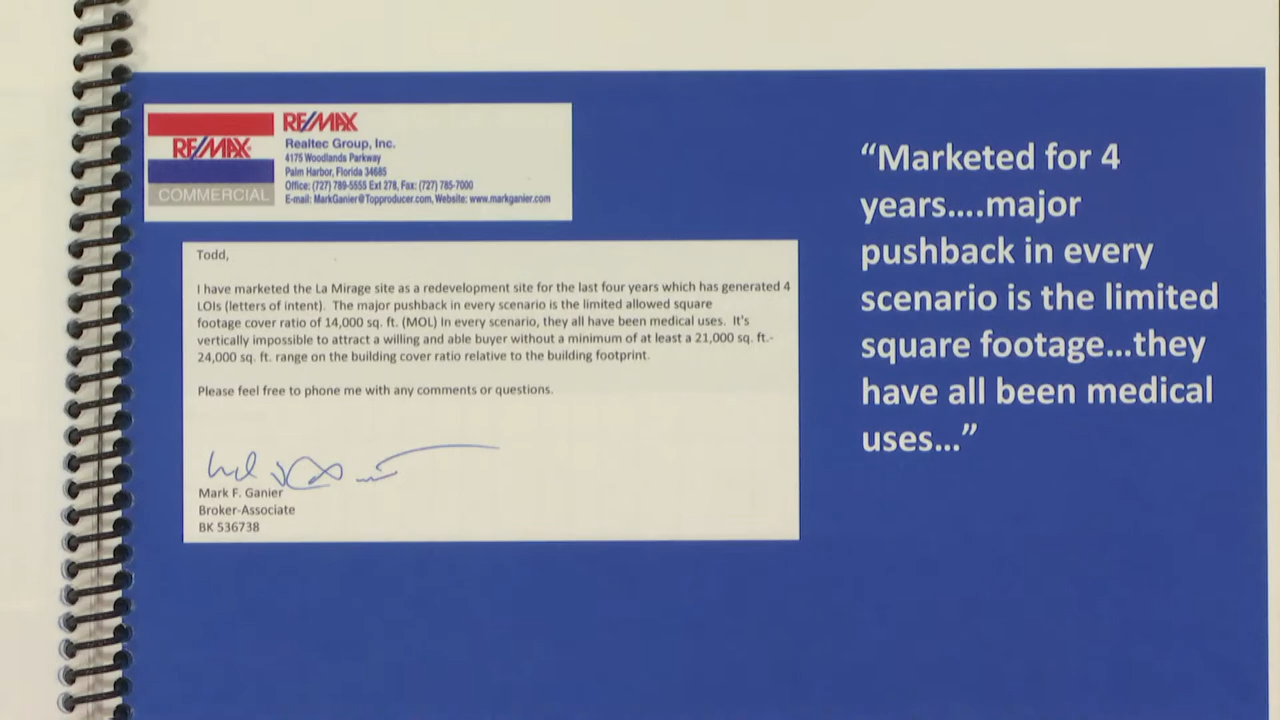 RE/MAX
COMMERCIAL
RE/MAX
Realtec Group, Inc.
4175 Woodlands Parkway
Palm Harbor, Florida 34685
Office: (727) 789-5555 Ext 278, Fax: (727) 785-7000
E-mail: MarkGanier@Topproducer.com, Website: www.markganier.com
Todd,
I have marketed the La Mirage site as a redevelopment site for the last four years which has generated 4
LOIs (letters of intent). The major pushback in every scenario is the limited allowed square
footage cover ratio of 14,000 sq. ft. (MOL) In every scenario, they all have been medical uses. It's
vertically impossible to attract a willing and able buyer without a minimum of at least a 21,000 sq. ft.-
24,000 sq. ft. range on the building cover ratio relative to the building footprint.
Please feel free to phone me with any comments or questions.
Mark F. Ganier
Broker-Associate
BK 536738
“Marketed for 4
years....major
pushback in every
scenario is the limited
square footage...they
have all been medical
uses...”